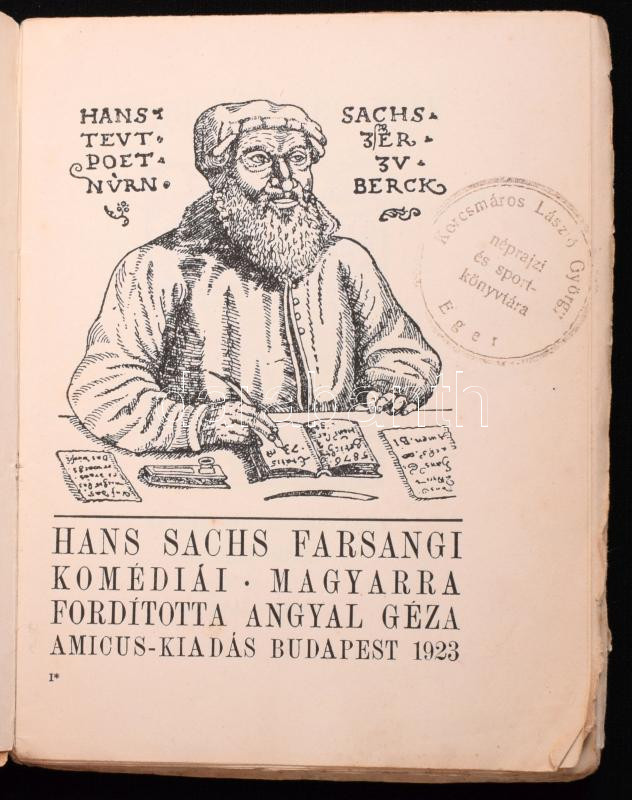 HANS SACHS
TEVT ZER
POET ZV
NVRN BERCK
Korcsmáros László György
néprajzi
és sport-
könyvtára
Eger
darabanth
HANS SACHS FARSANGI
KOMÉDIÁI · MAGYARRA
FORDÍTOTTA ANGYAL GÉZA
AMICUS-KIADÁS BUDAPEST 1923
I*